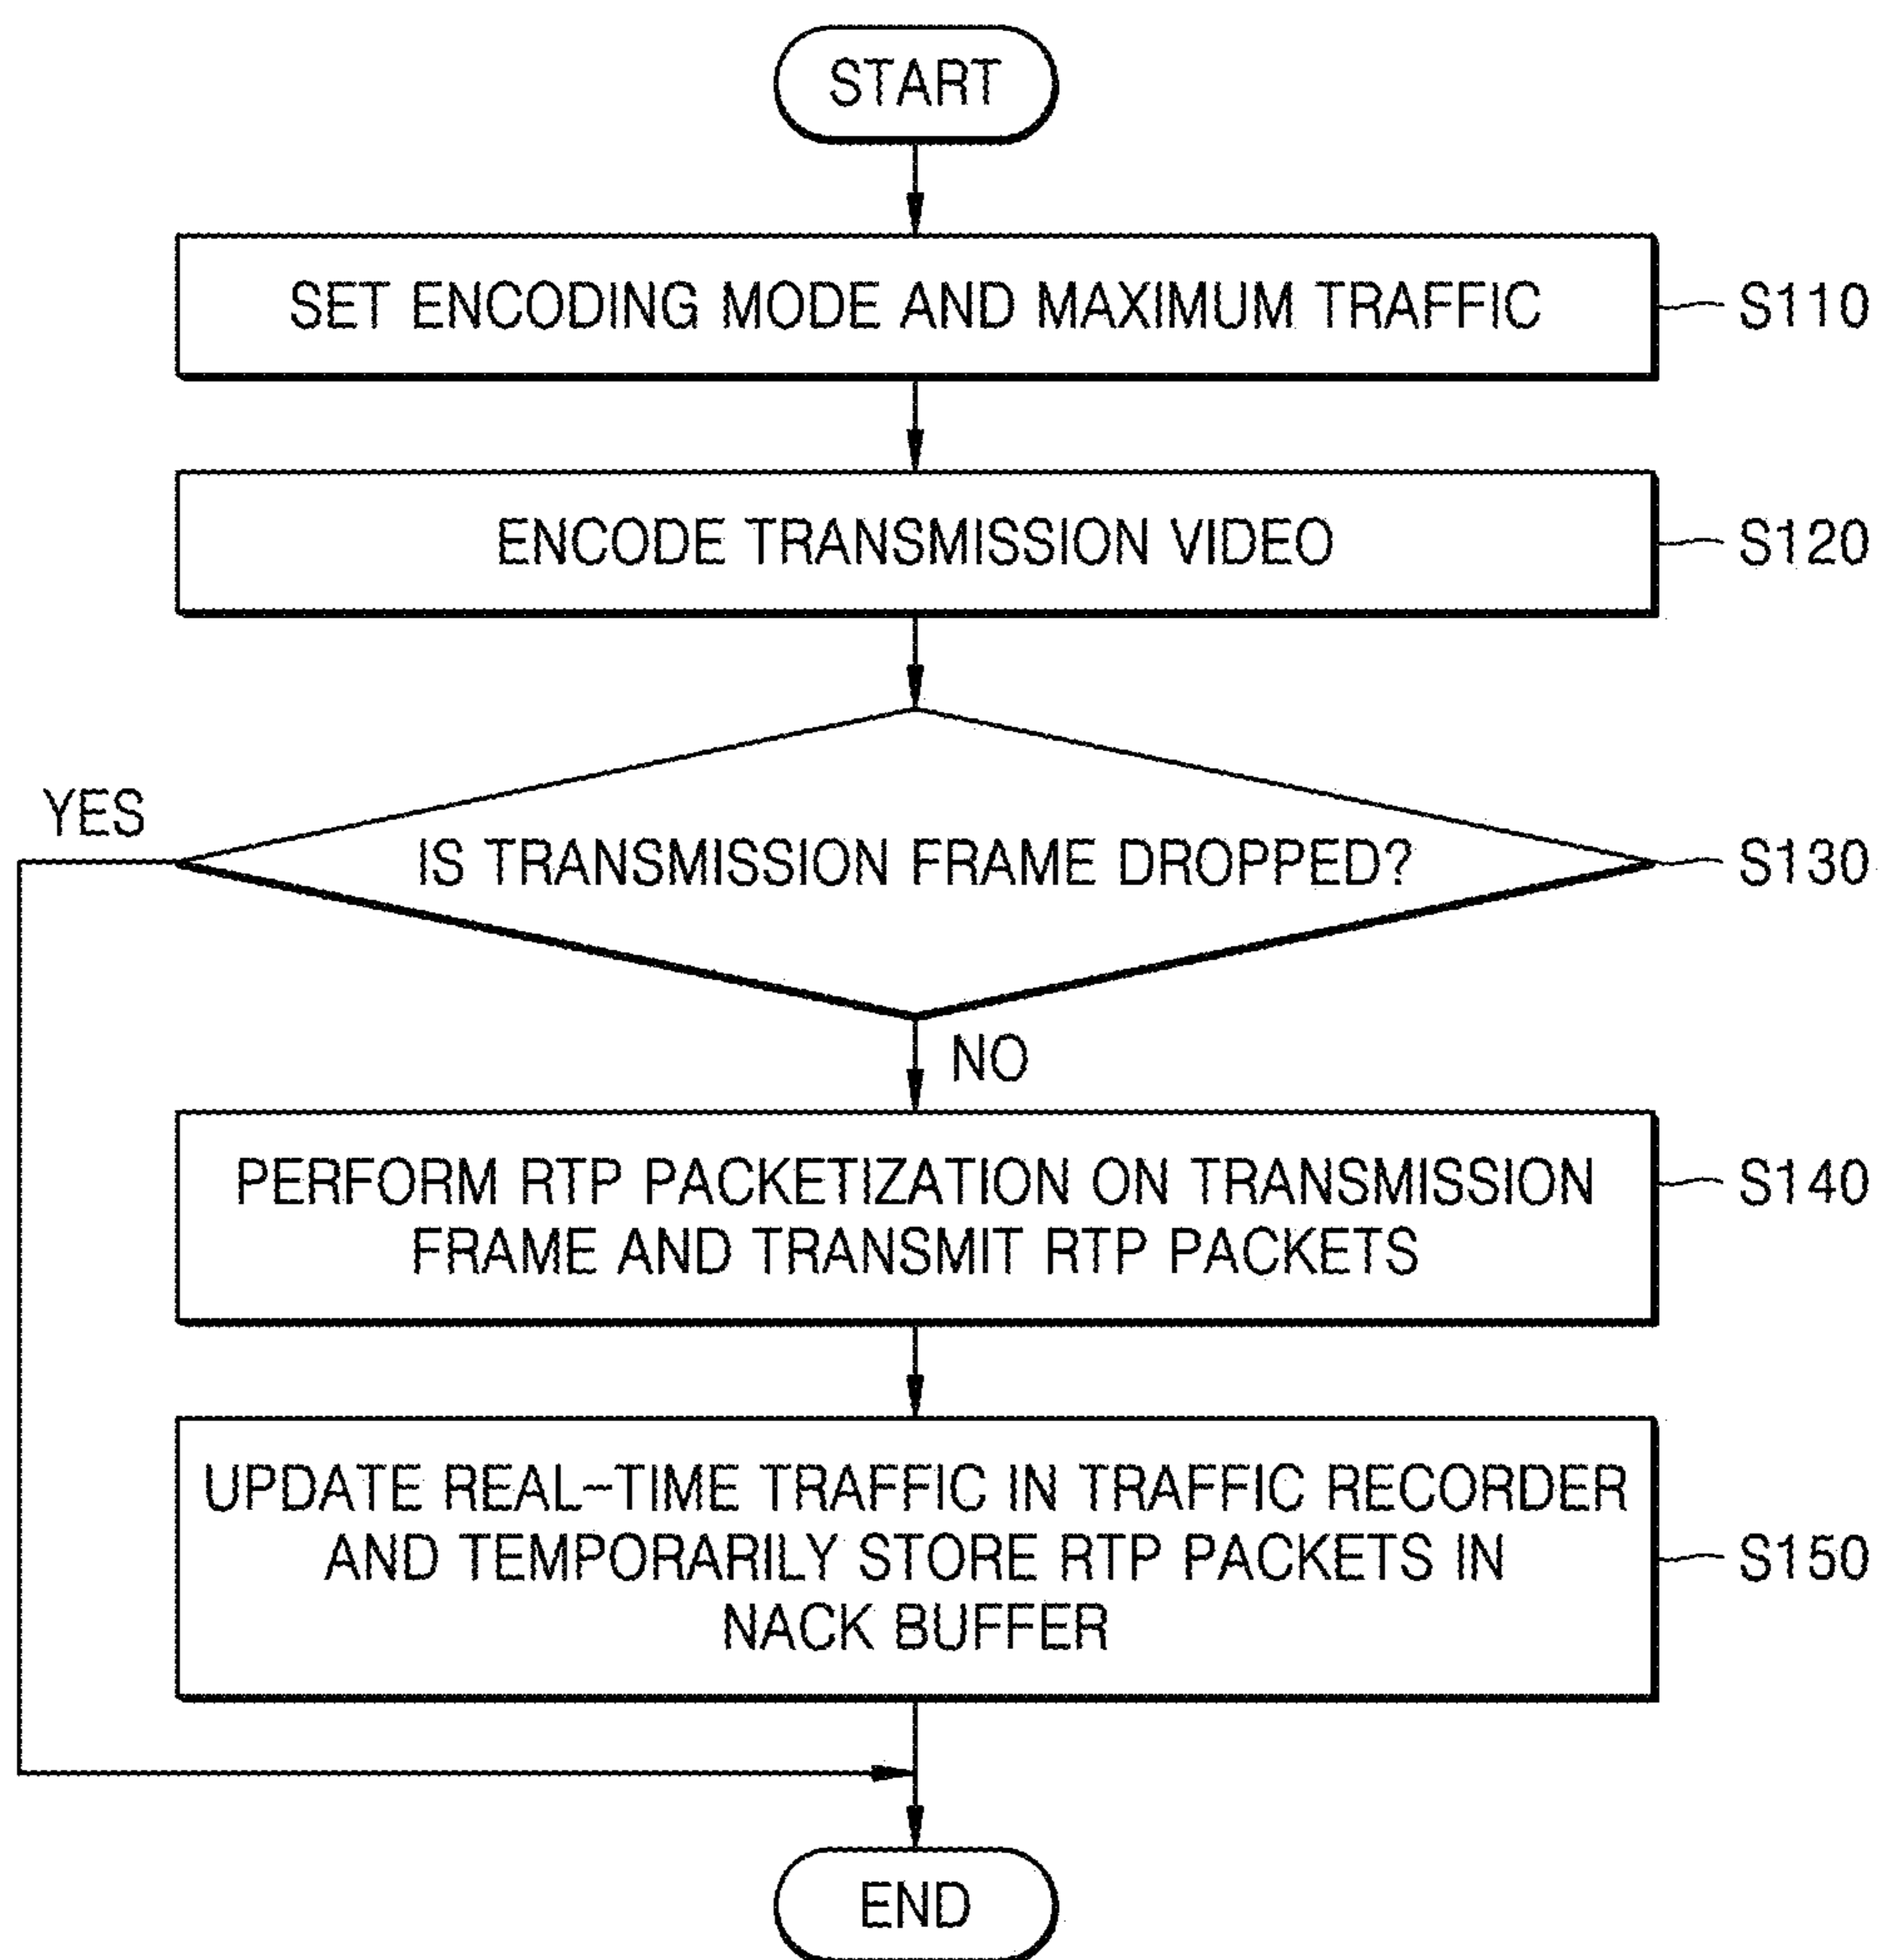 START
SET ENCODING MODE AND MAXIMUM TRAFFIC
S110
ENCODE TRANSMISSION VIDEO
S120
YES
IS TRANSMISSION FRAME DROPPED?
S130
NO
PERFORM RTP PACKETIZATION ON TRANSMISSION
FRAME AND TRANSMIT RTP PACKETS
S140
UPDATE REAL-TIME TRAFFIC IN TRAFFIC RECORDER
AND TEMPORARILY STORE RTP PACKETS IN
NACK BUFFER
S150
END